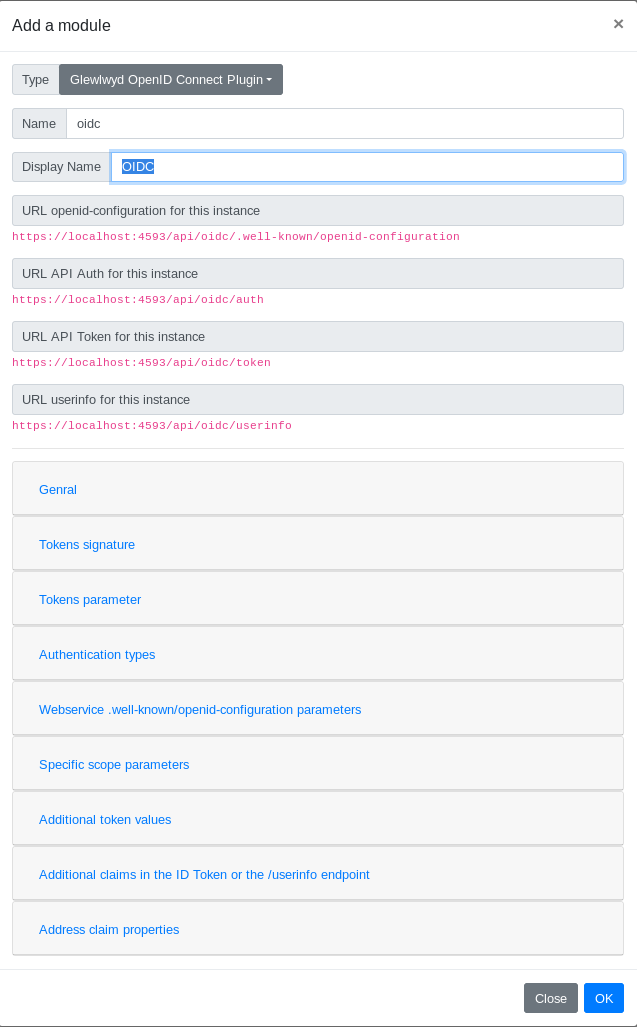 Add a module ×
Type Glewlwyd OpenID Connect Plugin
Name oidc
Display Name OIDC
URL openid-configuration for this instance
https://localhost:4593/api/oidc/.well-known/openid-configuration
URL API Auth for this instance
https://localhost:4593/api/oidc/auth
URL API Token for this instance
https://localhost:4593/api/oidc/token
URL userinfo for this instance
https://localhost:4593/api/oidc/userinfo
Genral
Tokens signature
Tokens parameter
Authentication types
Webservice .well-known/openid-configuration parameters
Specific scope parameters
Additional token values
Additional claims in the ID Token or the /userinfo endpoint
Address claim properties
Close OK